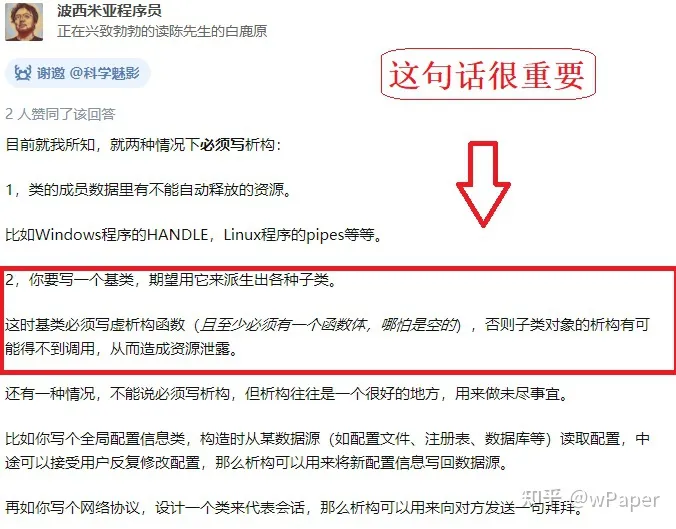 波西米亚程序员
正在兴致勃勃的读陈先生的白鹿原
谢邀 @科学魅影
这句话很重要
2 人赞同了该回答
目前就我所知，就两种情况下必须写析构：
1，类的成员数据里有不能自动释放的资源。
比如Windows程序的HANDLE，Linux程序的pipes等等。
2，你要写一个基类，期望用它来派生出各种子类。
这时基类必须写虚析构函数（且至少必须有一个函数体，哪怕是空的），否则子类对象的析构有可
能得不到调用，从而造成资源泄露。
还有一种情况，不能说必须写析构，但析构往往是一个很好的地方，用来做未尽事宜。
比如你写个全局配置信息类，构造时从某数据源（如配置文件、注册表、数据库等）读取配置，中
途可以接受用户反复修改配置，那么析构可以用来将新配置信息写回数据源。
再如你写个网络协议，设计一个类来代表会话，那么析构可以用来向对方发送一句拜拜。
知乎 @wPaper